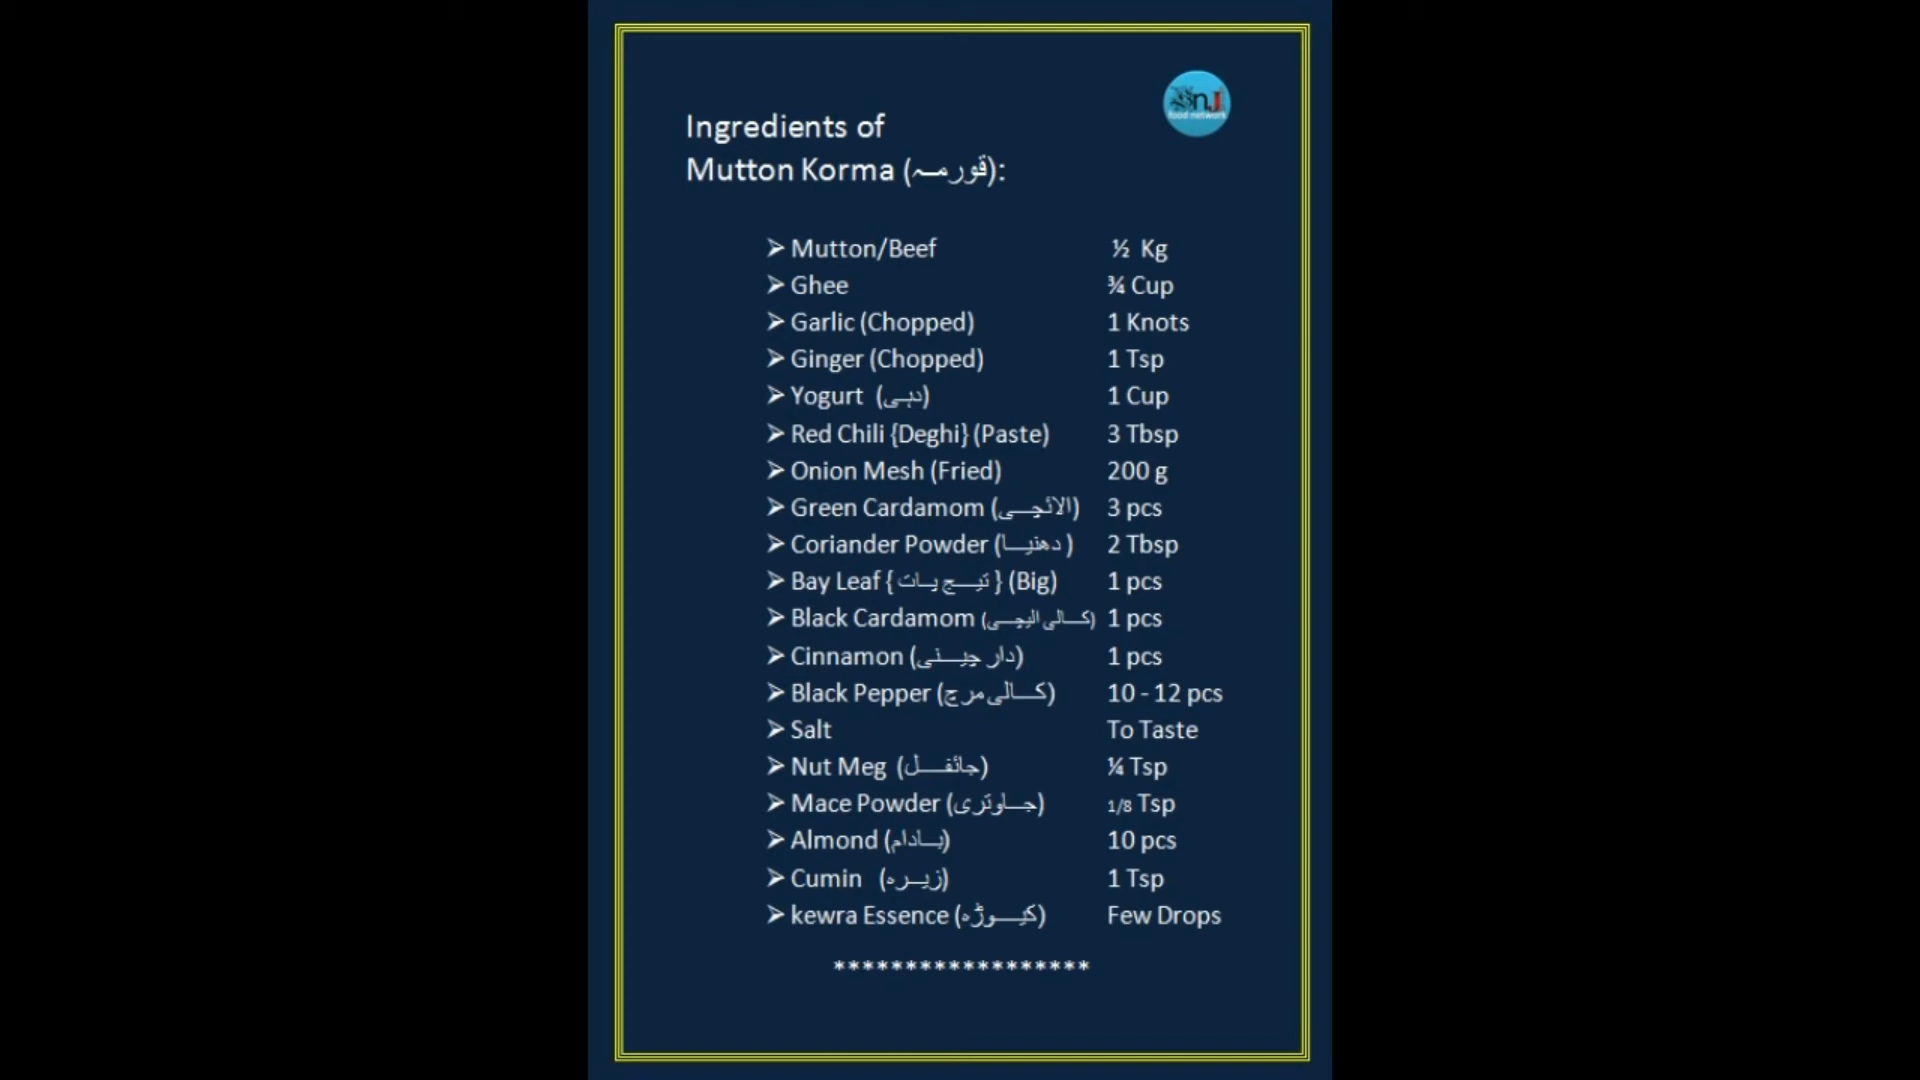 SnJ
food network
Ingredients of
Mutton Korma (قورمہ):
➢ Mutton/Beef ½ Kg
➢ Ghee ¾ Cup
➢ Garlic (Chopped) 1 Knots
➢ Ginger (Chopped) 1 Tsp
➢ Yogurt (دہی) 1 Cup
➢ Red Chili {Deghi} (Paste) 3 Tbsp
➢ Onion Mesh (Fried) 200 g
➢ Green Cardamom (الائچی) 3 pcs
➢ Coriander Powder (دھنیا ) 2 Tbsp
➢ Bay Leaf { تیج پات } (Big) 1 pcs
➢ Black Cardamom (کالی الیچی) 1 pcs
➢ Cinnamon (دار چینی) 1 pcs
➢ Black Pepper (کالی مرچ) 10 - 12 pcs
➢ Salt To Taste
➢ Nut Meg (جائفل) ¼ Tsp
➢ Mace Powder (جاوتری) 1/8 Tsp
➢ Almond (بادام) 10 pcs
➢ Cumin (زیرہ) 1 Tsp
➢ kewra Essence (کیوڑہ) Few Drops
******************